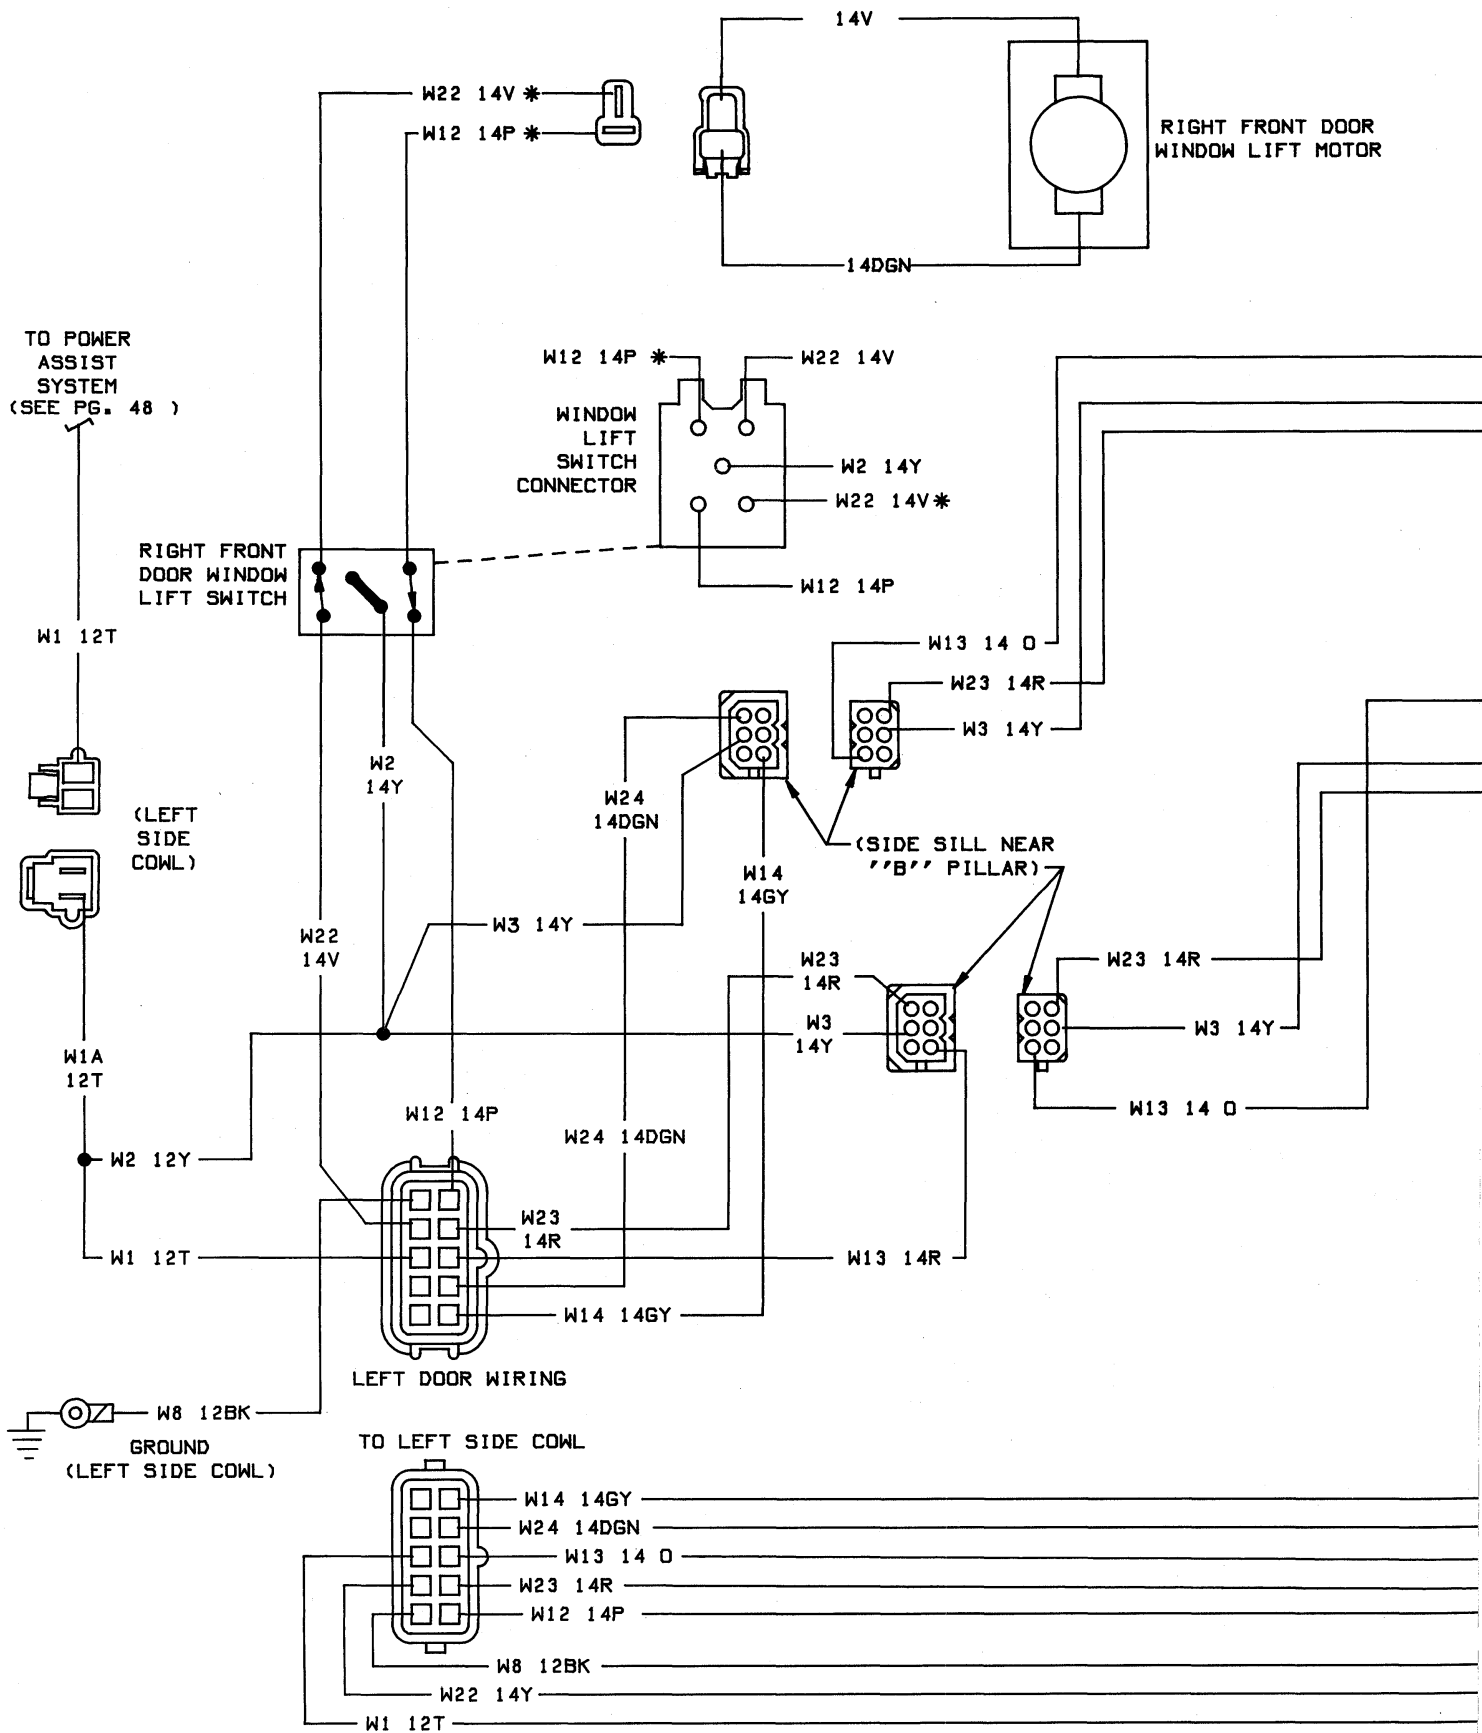 14V
W22 14V *
W12 14P *
RIGHT FRONT DOOR
WINDOW LIFT MOTOR
14DGN
TO POWER
ASSIST
SYSTEM
(SEE PG. 48 )
W12 14P *
W22 14V
WINDOW
LIFT
SWITCH
CONNECTOR
W2 14Y
W22 14V*
W12 14P
RIGHT FRONT
DOOR WINDOW
LIFT SWITCH
W1 12T
W13 14 O
W23 14R
W3 14Y
W2
14Y
W24
14DGN
(LEFT
SIDE
COWL)
(SIDE SILL NEAR
''B'' PILLAR)
W14
14GY
W3 14Y
W22
14V
W23
14R
W23 14R
W3
14Y
W3 14Y
W1A
12T
W12 14P
W13 14 O
W24 14DGN
W2 12Y
W23
14R
W1 12T
W13 14R
W14 14GY
LEFT DOOR WIRING
W8 12BK
GROUND
(LEFT SIDE COWL)
TO LEFT SIDE COWL
W14 14GY
W24 14DGN
W13 14 O
W23 14R
W12 14P
W8 12BK
W22 14Y
W1 12T